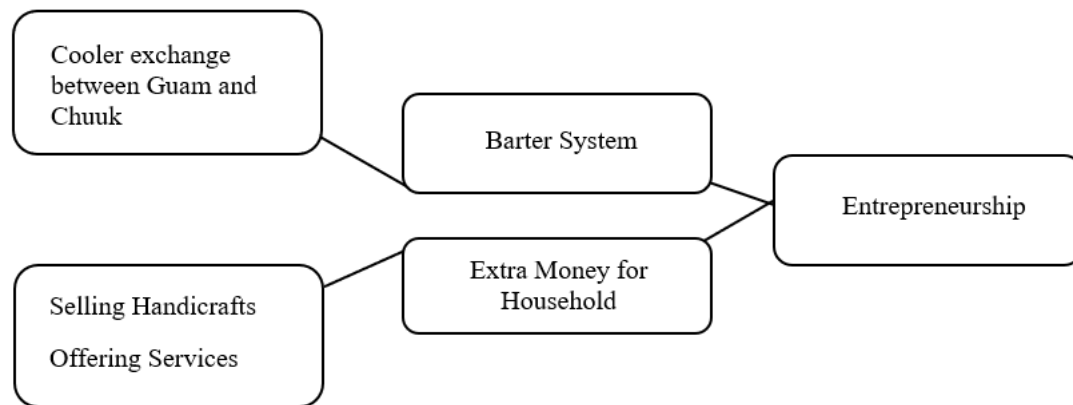 Cooler exchange
between Guam and
Chuuk
Barter System
Entrepreneurship
Extra Money for
Household
Selling Handicrafts
Offering Services